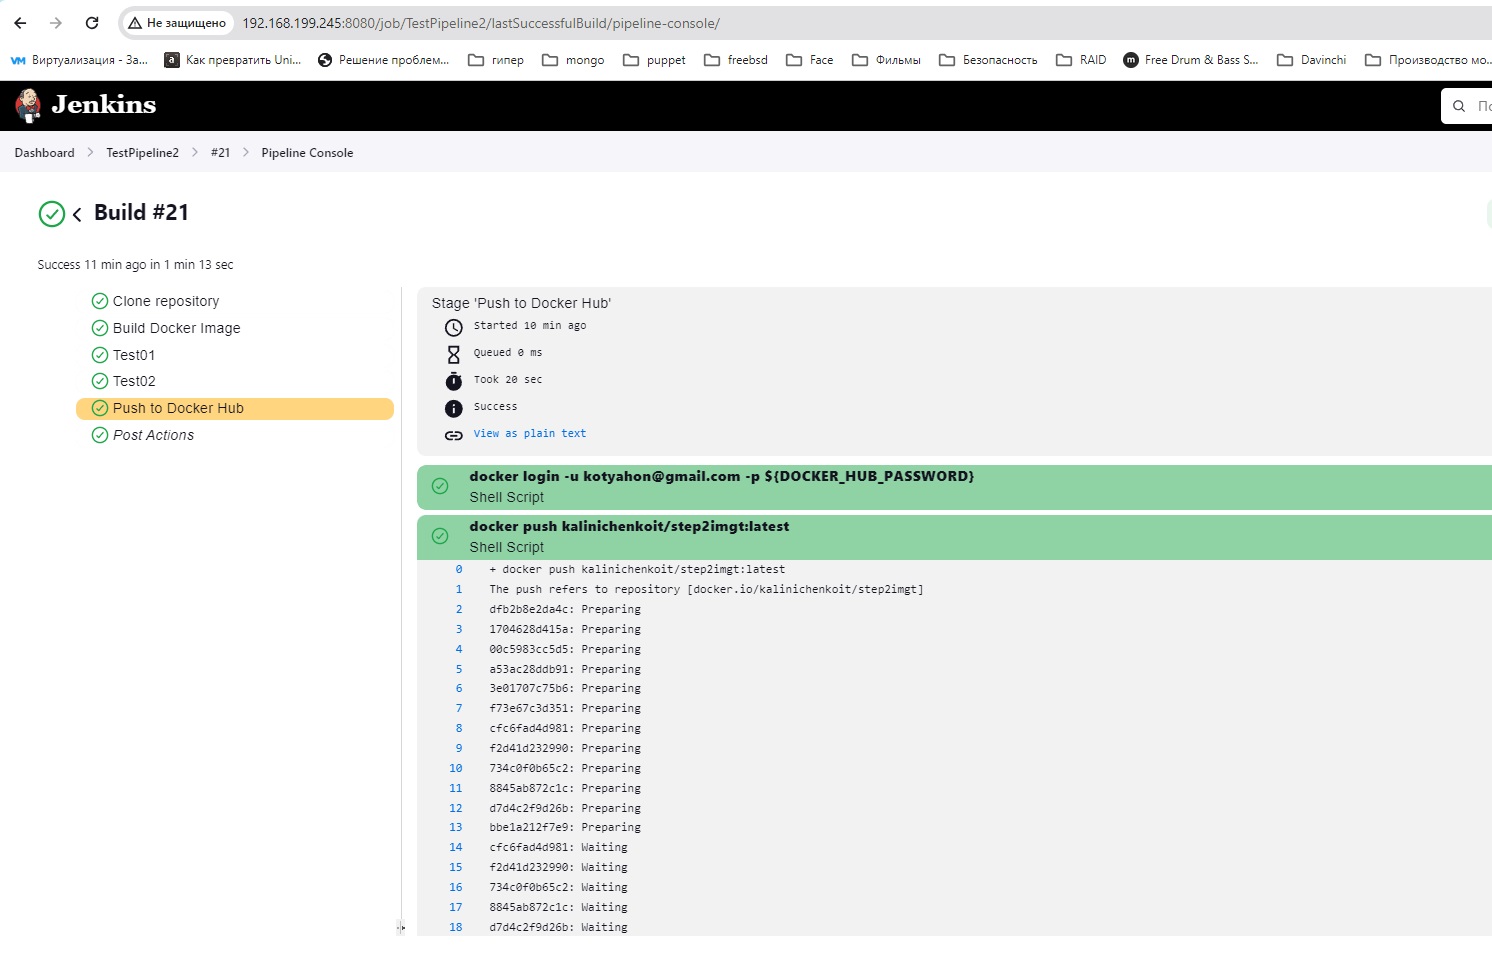 Не защищено 192.168.199.245:8080/job/TestPipeline2/lastSuccessfulBuild/pipeline-console/
Виртуализация - За... Как превратить Uni... Решение проблем... гипер mongo puppet freebsd Face Фильмы Безопасность RAID Free Drum & Bass S... Davinchi Производство мо...
Jenkins
Dashboard TestPipeline2 #21 Pipeline Console
Build #21
Success 11 min ago in 1 min 13 sec
Clone repository
Build Docker Image
Test01
Test02
Push to Docker Hub
Post Actions
Stage 'Push to Docker Hub'
Started 10 min ago
Queued 0 ms
Took 20 sec
Success
View as plain text
docker login -u kotyahon@gmail.com -p ${DOCKER_HUB_PASSWORD}
Shell Script
docker push kalinichenkoit/step2imgt:latest
Shell Script
0 + docker push kalinichenkoit/step2imgt:latest
1 The push refers to repository [docker.io/kalinichenkoit/step2imgt]
2 dfb2b8e2da4c: Preparing
3 1704628d415a: Preparing
4 00c5983cc5d5: Preparing
5 a53ac28ddb91: Preparing
6 3e01707c75b6: Preparing
7 f73e67c3d351: Preparing
8 cfc6fad4d981: Preparing
9 f2d41d232990: Preparing
10 734c0f0b65c2: Preparing
11 8845ab872c1c: Preparing
12 d7d4c2f9d26b: Preparing
13 bbe1a212f7e9: Preparing
14 cfc6fad4d981: Waiting
15 f2d41d232990: Waiting
16 734c0f0b65c2: Waiting
17 8845ab872c1c: Waiting
18 d7d4c2f9d26b: Waiting